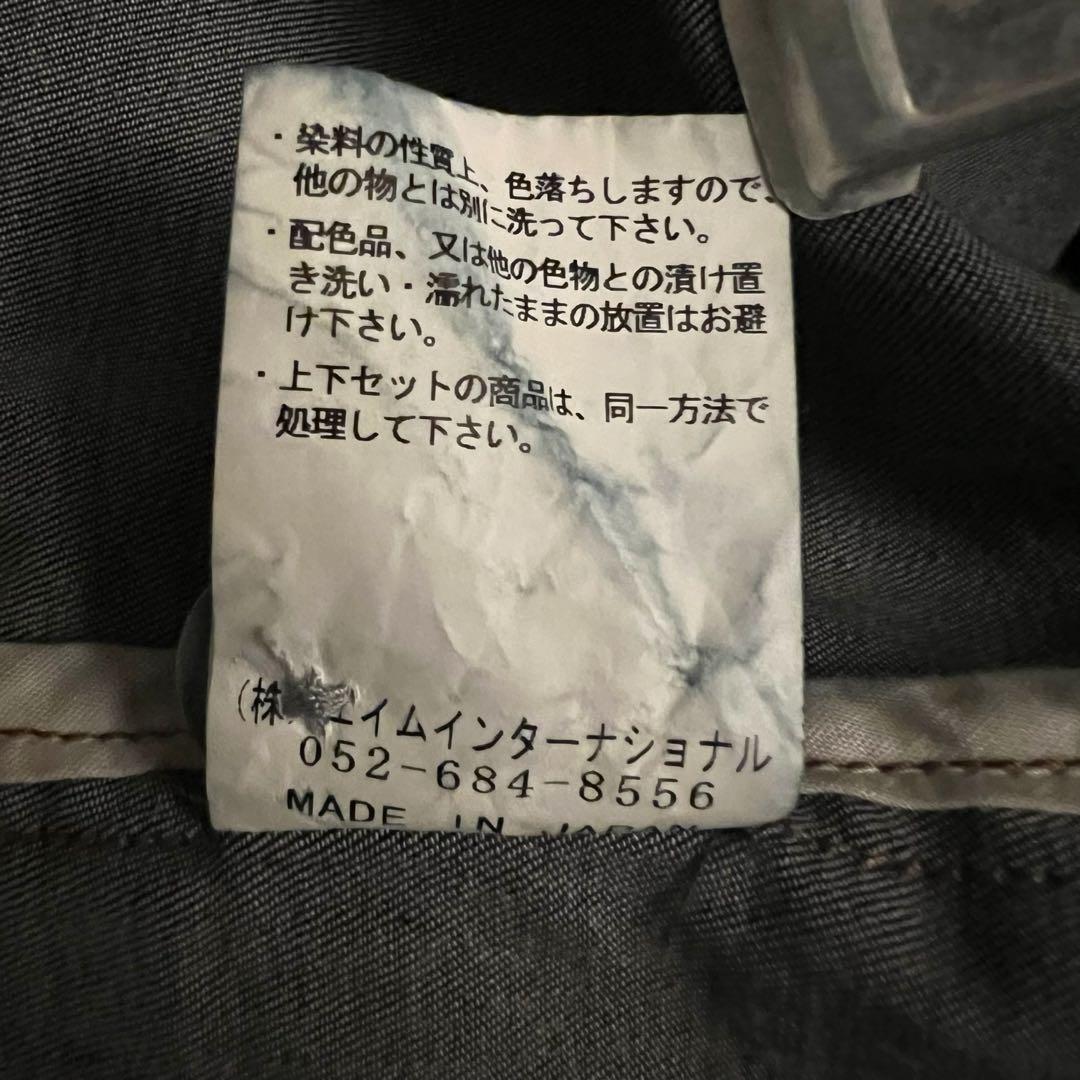 ・染料の性質上、色落ちしますので、
他の物とは別に洗って下さい。
・配色品、又は他の色物との漬け置
き洗い・濡れたままの放置はお避
け下さい。
・上下セットの商品は、同一方法で
処理して下さい。
(株)エイムインターナショナル
052-684-8556
MADE IN JAPAN